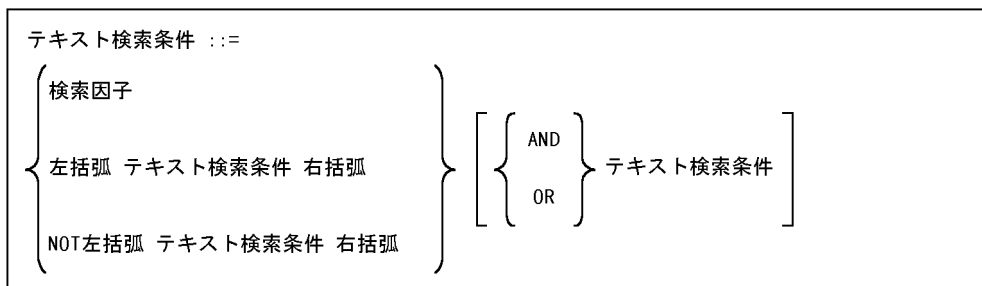 テキスト検索条件 ::=
検索因子
左括弧 テキスト検索条件 右括弧
NOT左括弧 テキスト検索条件 右括弧
AND
OR
テキスト検索条件